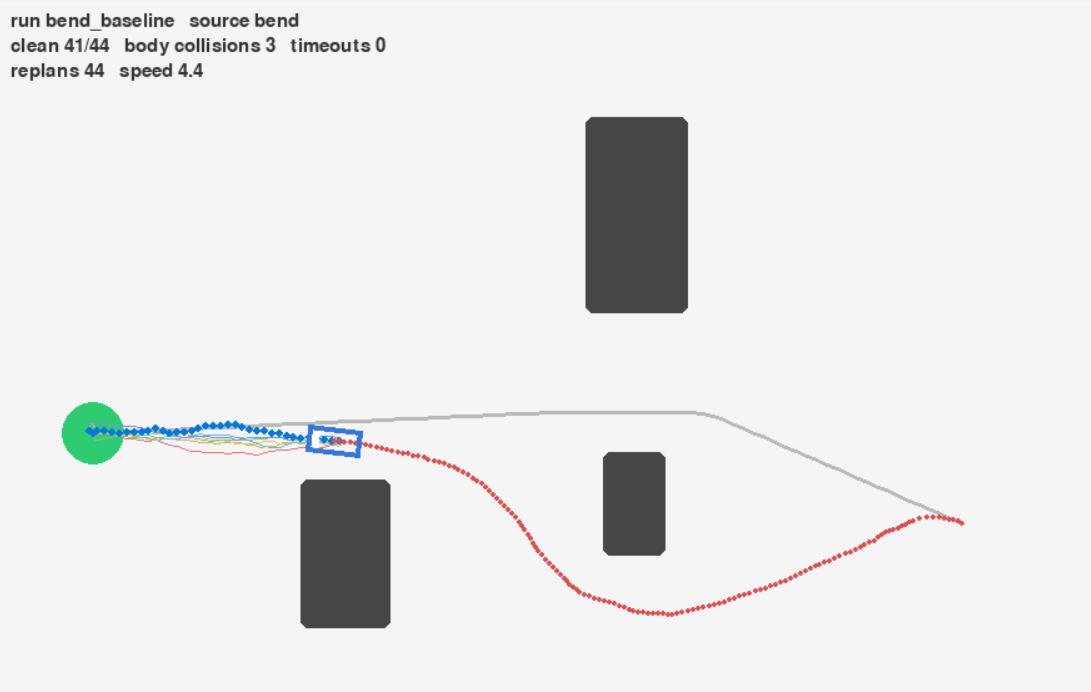 run bend_baseline source bend
clean 41/44 body collisions 3 timeouts 0
replans 44 speed 4.4